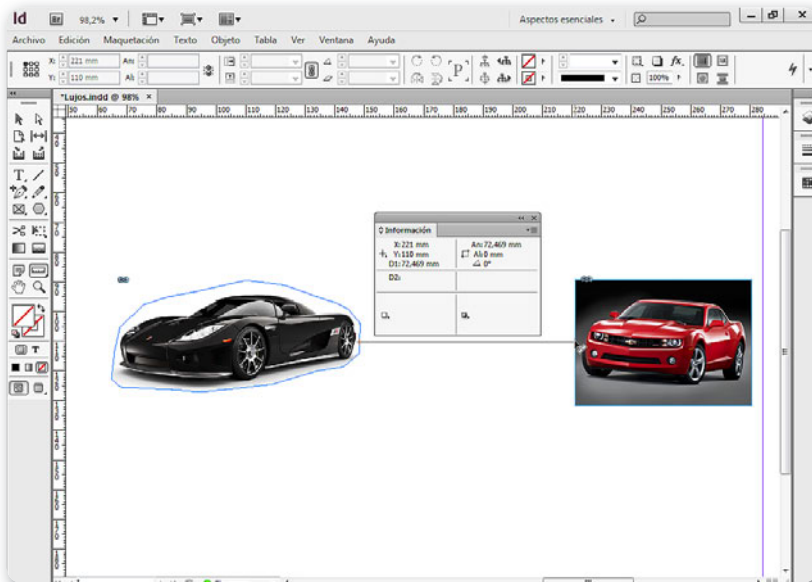 Id Br 98,2% Aspectos esenciales
Archivo Edición Maquetación Texto Objeto Tabla Ver Ventana Ayuda
X: 221 mm An:
Y: 110 mm Al: 100%
*Lujos.indd @ 98% ×
50 60 70 80 90 100 110 120 130 140 150 160 170 180 190 200 210 220 230 240 250 260 270 280
Información
X: 221 mm An: 72,469 mm
Y: 110 mm Al: 0 mm
D1: 72,469 mm 0°
D2: